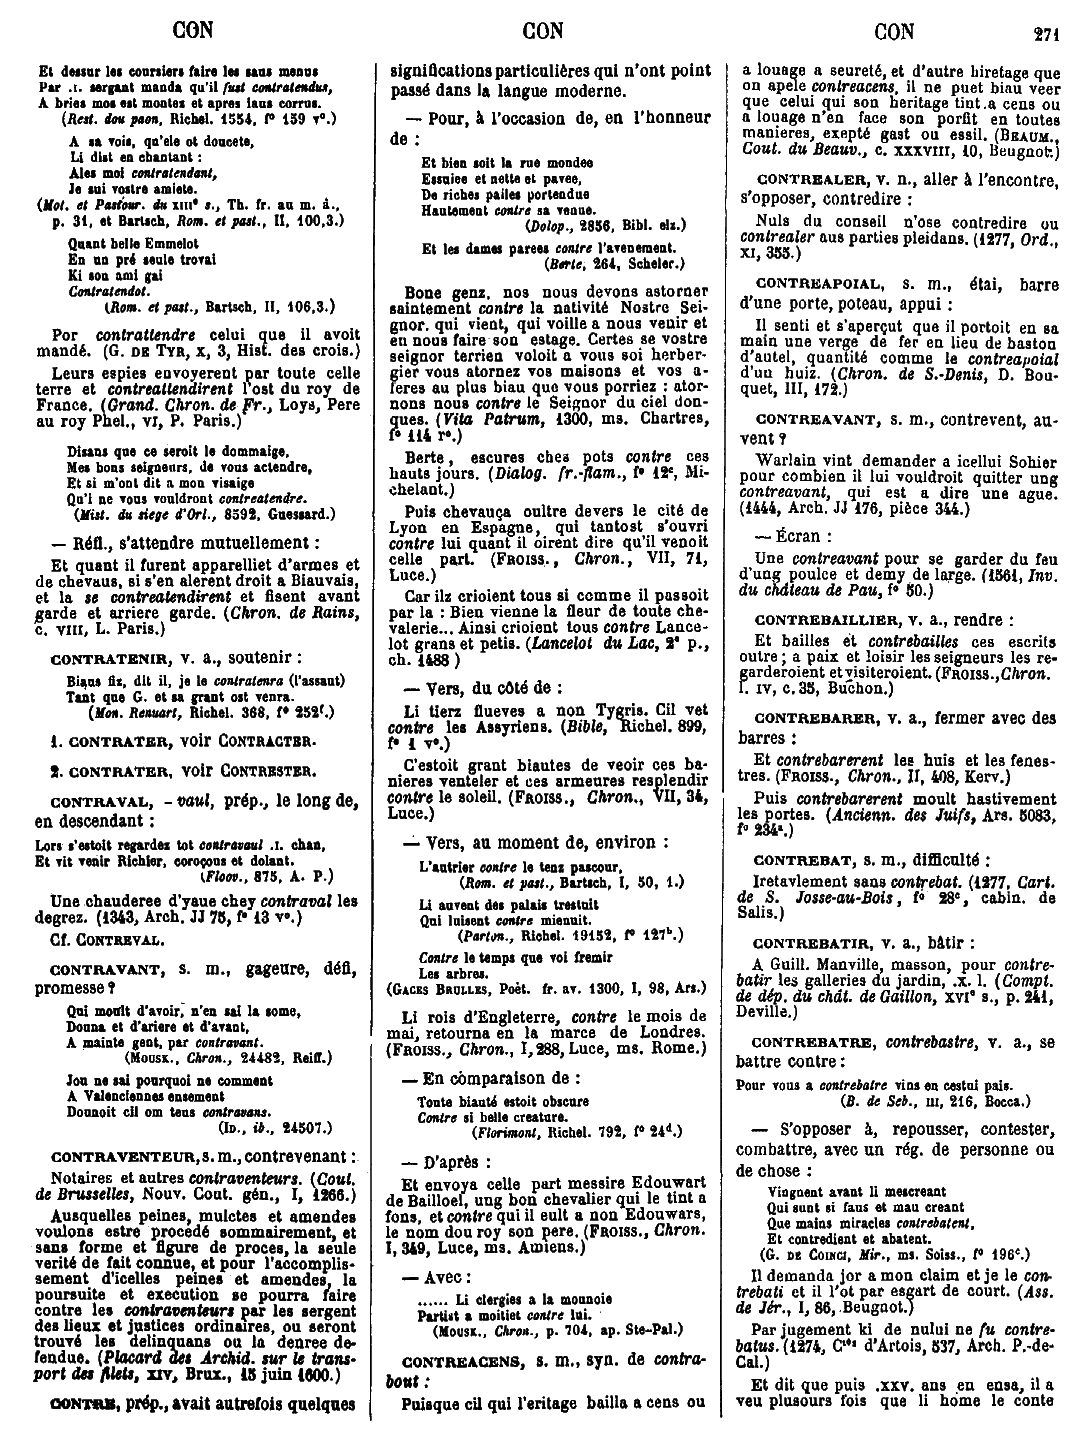 CON
CON
CON
271
Et dessur les coursiers faire les saus menus
Par .I. sergant manda qu'il fust contratendus,
A bries mos est montez et apres iaus corrus.
(Rest. dou paon, Richel. 1554, f° 159 v°.)
A sa vois, qu'ele ot doucete,
Li dist en chantant :
Ales moi contratendant,
Je sui vostre amiete.
(Mot. et Pastour. du XIIIe s., Th. fr. au m. â.,
p. 31, et Bartsch, Rom. et past., II, 100,3.)
Quant belle Emmelot
En un pré seule trovai
Ki son ami gai
Contratendot.
(Rom. et past., Bartsch, II, 106,3.)
Por contrattendre celui que il avoit
mandé. (G. DE TYR, X, 3, Hist. des crois.)
Leurs espies envoyerent par toute celle
terre et contreattendirent l'ost du roy de
France. (Grand. Chron. de Fr., Loys, Pere
au roy Phel., VI, P. Paris.)
Disans que ce seroit le dommaige,
Mes bons seigneurs, de vous actendre,
Et si m'ont dit a mon visaige
Qu'i ne vous vouldront contreatendre.
(Mist. du siege d'Orl., 8592, Guessard.)
— Réfl., s'attendre mutuellement :
Et quant il furent apparelliet d'armes et
de chevaus, si s'en alerent droit a Biauvais,
et la se contreatendirent et fisent avant
garde et arriere garde. (Chron. de Rains,
c. VIII, L. Paris.)
CONTRATENIR, v. a., soutenir :
Biaus fiz, dit il, je le contratenra (l'assaut)
Tant que G. et sa grant ost venra.
(Mon. Renuart, Richel. 368, f° 252f.)
1. CONTRATER, voir CONTRACTER.
2. CONTRATER, voir CONTRESTER.
CONTRAVAL, - vaul, prép., le long de,
en descendant :
Lors s'estoit regardez tot contravaul .I. chan,
Et vit venir Richier, coroçous et dolant.
(Floov., 875, A. P.)
Une chauderee d'yaue chey contraval les
degrez. (1343, Arch. JJ 75, f° 13 v°.)
Cf. CONTREVAL.
CONTRAVANT, s. m., gageure, défi,
promesse ?
Qui moult d'avoir, n'en sai la some,
Donna et d'ariere et d'avant,
A mainte gent, par contravant.
(MOUSK., Chron., 24482, Reiff.)
Jou ne sai pourquoi ne comment
A Valenciennes ensement
Dounoit cil om tens contravans.
(ID., ib., 24507.)
CONTRAVENTEUR, s. m., contrevenant :
Notaires et autres contraventeurs. (Cout.
de Brusselles, Nouv. Cout. gén., I, 1266.)
Ausquelles peines, mulctes et amendes
voulons estre procedé sommairement, et
sans forme et figure de proces, la seule
verité de fait connue, et pour l'accomplis-
sement d'icelles peines et amendes, la
poursuite et execution se pourra faire
contre les contraventeurs par les sergent
des lieux et justices ordinaires, ou seront
trouvé les delinquans ou la denree de-
fendue. (Placard des Archid. sur le trans-
port des filets, XIV, Brux., 15 juin 1600.)
CONTRE, prép., avait autrefois quelques
significations particulières qui n'ont point
passé dans la langue moderne.
— Pour, à l'occasion de, en l'honneur
de :
Et bien soit la rue mondee
Essuiee et nette et pavee,
De riches pailes portendue
Hautement contre sa venue.
(Dolop., 2856, Bibl. elz.)
Et les dames parees contre l'avenement.
(Berte, 264, Scheler.)
Bone genz, nos nous devons astorner
saintement contre la nativité Nostre Sei-
gnor. qui vient, qui voille a nous venir et
en nous faire son estage. Certes se vostre
seignor terrien voloit a vous soi herber-
gier vous atornez vos maisons et vos a-
feres au plus biau que vous porriez : ator-
nons nous contre le Seignor du ciel don-
ques. (Vita Patrum, 1300, ms. Chartres,
f° 114 r°.)
Berte, escures ches pots contre ces
hauts jours. (Dialog. fr.-flam., f° 12c, Mi-
chelant.)
Puis chevauça oultre devers le cité de
Lyon en Espagne, qui tantost s'ouvri
contre lui quant il oirent dire qu'il venoit
celle part. (FROISS., Chron., VII, 71,
Luce.)
Car ilz crioient tous si comme il passoit
par la : Bien vienne la fleur de toute che-
valerie... Ainsi crioient tous contre Lance-
lot grans et petis. (Lancelot du Lac, 2e p.,
ch. 1488 )
— Vers, du côté de :
Li tierz flueves a non Tygris. Cil vet
contre les Assyriens. (Bible, Richel. 899,
f° 1 v°.)
C'estoit grant biautes de veoir ces ba-
nieres venteler et ces armeures resplendir
contre le soleil. (FROISS., Chron., VII, 34,
Luce.)
— Vers, au moment de, environ :
L'autrier contre le tens pascour,
(Rom. et past., Bartsch, I, 50, 1.)
Li auvent des palais trestuit
Qui luisent contre mienuit.
(Parton., Richel. 19152, f° 127b.)
Contre le temps que voi fremir
Les arbres.
(GACES BRULLES, Poèt. fr. av. 1300, I, 98, Ars.)
Li rois d'Engleterre, contre le mois de
mai, retourna en la marce de Londres.
(FROISS., Chron., I, 288, Luce, ms. Rome.)
— En comparaison de :
Toute biauté estoit obscure
Contre si belle creature.
(Florimont, Richel. 792, f° 24d.)
— D'après :
Et envoya celle part messire Edouwart
de Bailloel, ung bon chevalier qui le tint a
fons, et contre qui il eult a non Edouwars,
le nom dou roy son pere. (FROISS., Chron.
I, 349, Luce, ms. Amiens.)
— Avec :
...... Li clergies a la monnoie
Partist a moitiet contre lui.
(MOUSK., Chron., p. 704, ap. Ste-Pal.)
CONTREACENS, s. m., syn. de contra-
bout :
Puisque cil qui l'eritage bailla a cens ou
a louage a seureté, et d'autre hiretage que
on apele contreacens, il ne puet biau veer
que celui qui son heritage tint a cens ou
a louage n'en face son porfit en toutes
manieres, exepté gast ou essil. (BEAUM.,
Cout. du Beauv., c. XXXVIII, 10, Beugnot.)
CONTREALER, v. n., aller à l'encontre,
s'opposer, contredire :
Nuls du conseil n'ose contredire ou
contrealer aus parties pleidans. (1277, Ord.,
XI, 355.)
CONTREAPOIAL, s. m., étai, barre
d'une porte, poteau, appui :
Il senti et s'aperçut que il portoit en sa
main une verge de fer en lieu de baston
d'autel, quantité comme le contreapoial
d'un huiz. (Chron. de S.-Denis, D. Bou-
quet, III, 172.)
CONTREAVANT, s. m., contrevent, au-
vent ?
Warlain vint demander a icellui Sohier
pour combien il lui vouldroit quitter ung
contreavant, qui est a dire une ague.
(1444, Arch. JJ 176, pièce 344.)
— Écran :
Une contreavant pour se garder du feu
d'ung poulce et demy de large. (1561, Inv.
du château de Pau, f° 50.)
CONTREBAILLIER, v. a., rendre :
Et bailles et contrebailles ces escrits
outre ; a paix et loisir les seigneurs les re-
garderoient et visiteroient. (FROISS., Chron.
l. IV, c. 35, Buchon.)
CONTREBARER, v. a., fermer avec des
barres :
Et contrebarerent les huis et les fenes-
tres. (FROISS., Chron., II, 408, Kerv.)
Puis contrebarerent moult hastivement
les portes. (Ancienn. des Juifs, Ars. 5083,
f° 234a.)
CONTREBAT, s. m., difficulté :
Iretavlement sans contrebat. (1277, Cart.
de S. Josse-au-Bois, f° 28c, cabin. de
Salis.)
CONTREBATIR, v. a., bâtir :
A Guill. Manville, masson, pour contre-
batir les galleries du jardin, .x. l. (Compt.
de dép. du chât. de Gaillon, XVIe s., p. 241,
Deville.)
CONTREBATRE, contrebastre, v. a., se
battre contre :
Pour vous a contrebatre vins en cestui pais.
(B. de Seb., III, 216, Bocca.)
— S'opposer à, repousser, contester,
combattre, avec un rég. de personne ou
de chose :
Vingnent avant li mescreant
Qui sunt si faus et mau creant
Que mains miracles contrebatent,
Et contredient et abatent.
(G. DE COINCI, Mir., ms. Soiss., f° 196c.)
Il demanda jor a mon claim et je le con-
trebati et il l'ot par esgart de court. (Ass.
de Jér., I, 86, Beugnot.)
Par jugement ki de nului ne fu contre-
batus. (1274, Ctes d'Artois, 537, Arch. P.-de-
Cal.)
Et dit que puis .XXV. ans en ensa, il a
veu plusours fois que li home le conte